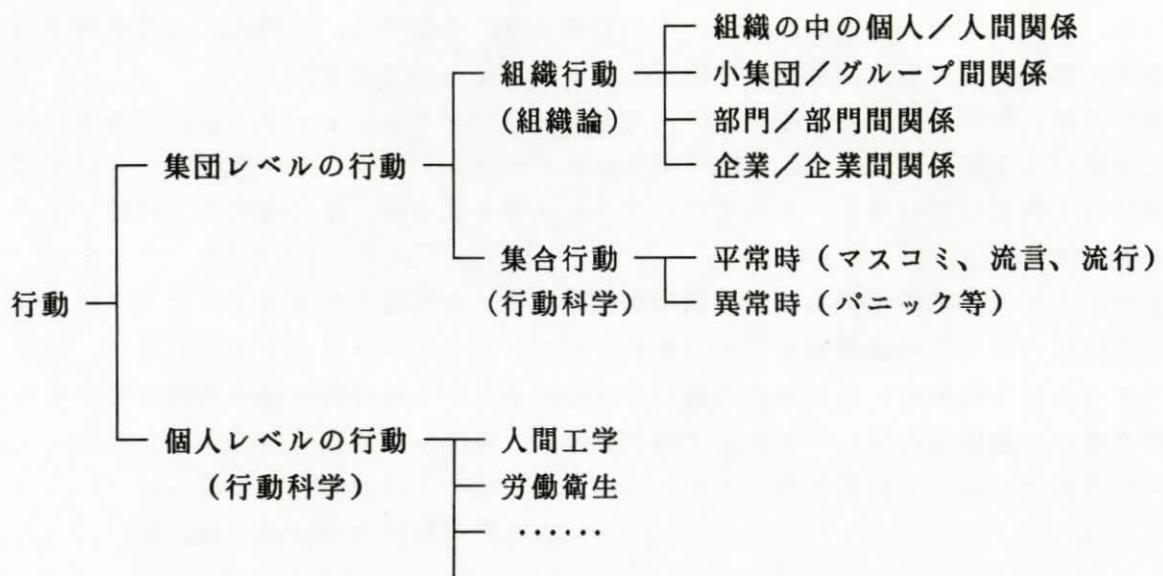 組織の中の個人／人間関係
組織行動 小集団／グループ間関係
(組織論) 部門／部門間関係
集団レベルの行動 企業／企業間関係
集合行動 平常時（マスコミ、流言、流行）
行動 (行動科学) 異常時（パニック等）
個人レベルの行動 人間工学
（行動科学） 労働衛生
……